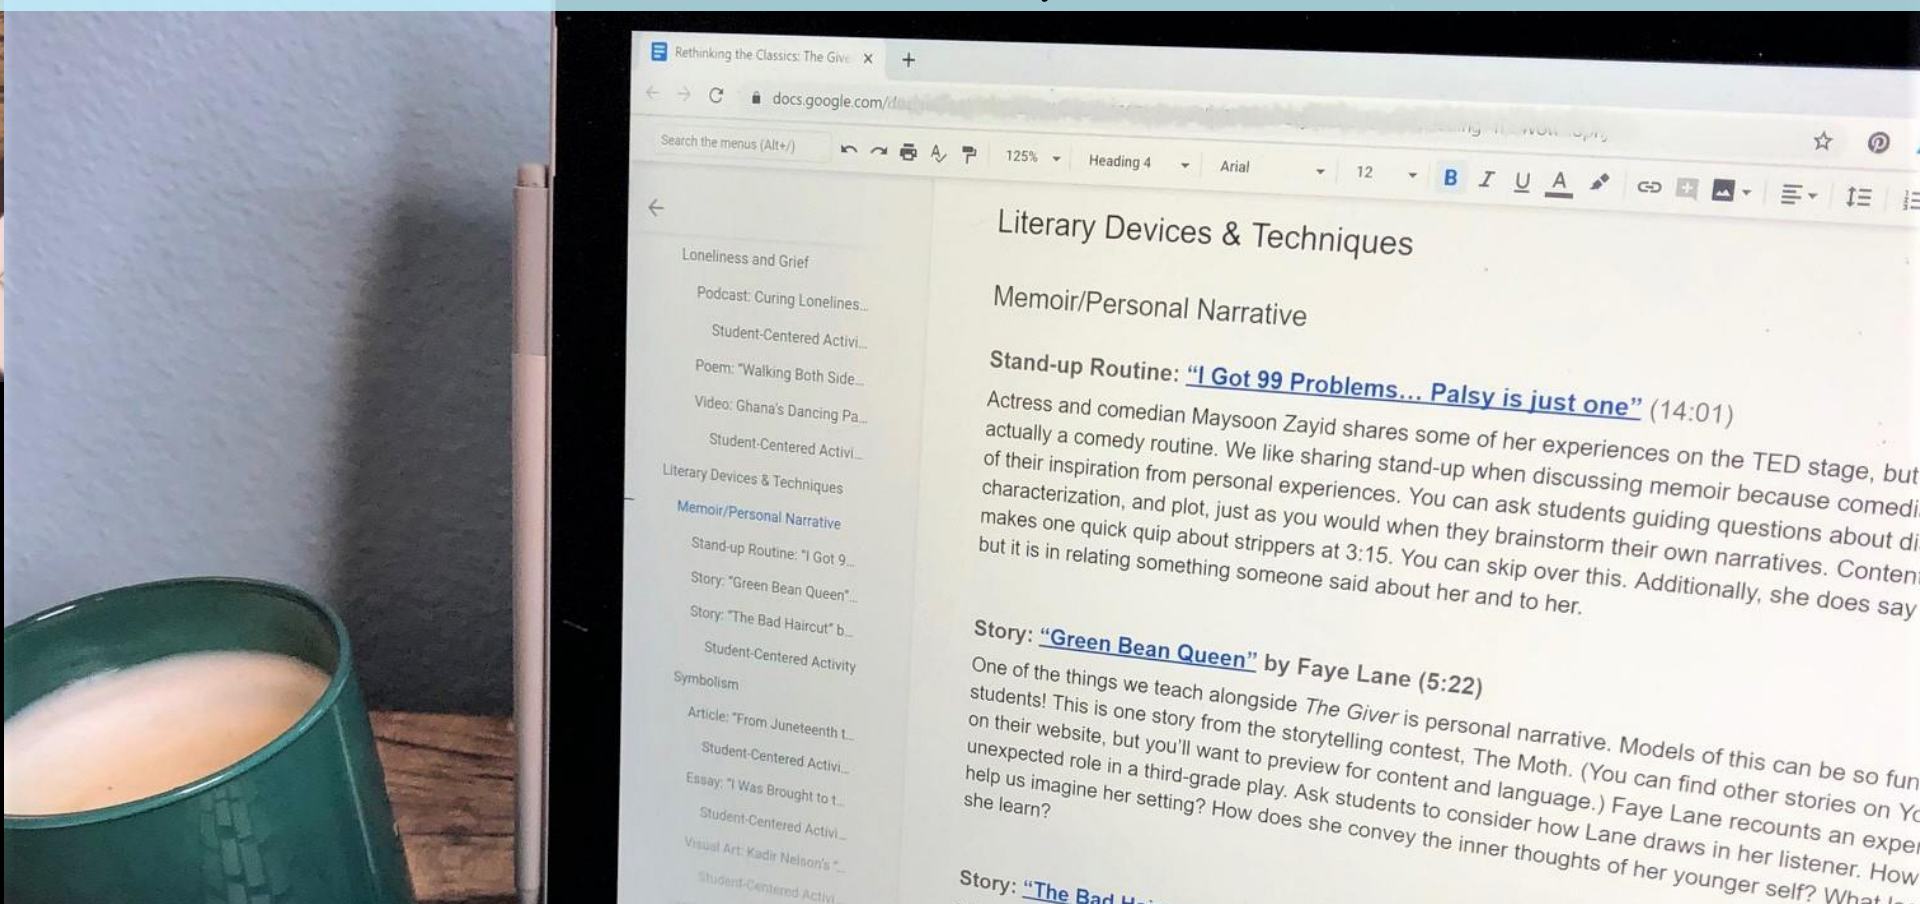 Rethinking the Classics: The Give
docs.google.com/
Search the menus (Alt+/)
125%
Heading 4
Arial
12
B I U A
Loneliness and Grief
Podcast: Curing Lonelines...
Student-Centered Activi...
Poem: "Walking Both Side...
Video: Ghana's Dancing Pa...
Student-Centered Activi...
Literary Devices & Techniques
Memoir/Personal Narrative
Stand-up Routine: "I Got 9...
Story: "Green Bean Queen"...
Story: "The Bad Haircut" b...
Student-Centered Activity
Symbolism
Article: "From Juneteenth t...
Student-Centered Activi...
Essay: "I Was Brought to t...
Student-Centered Activi...
Visual Art: Kadir Nelson's "...
Student-Centered Activi...
Literary Devices & Techniques
Memoir/Personal Narrative
Stand-up Routine: “I Got 99 Problems... Palsy is just one” (14:01)
Actress and comedian Maysoon Zayid shares some of her experiences on the TED stage, but
actually a comedy routine. We like sharing stand-up when discussing memoir because comedi
of their inspiration from personal experiences. You can ask students guiding questions about di
characterization, and plot, just as you would when they brainstorm their own narratives. Conten
makes one quick quip about strippers at 3:15. You can skip over this. Additionally, she does say
but it is in relating something someone said about her and to her.
Story: “Green Bean Queen” by Faye Lane (5:22)
One of the things we teach alongside The Giver is personal narrative. Models of this can be so fun
students! This is one story from the storytelling contest, The Moth. (You can find other stories on Yo
on their website, but you'll want to preview for content and language.) Faye Lane recounts an exper
unexpected role in a third-grade play. Ask students to consider how Lane draws in her listener. How
help us imagine her setting? How does she convey the inner thoughts of her younger self? What
she learn?
Story: “The Bad